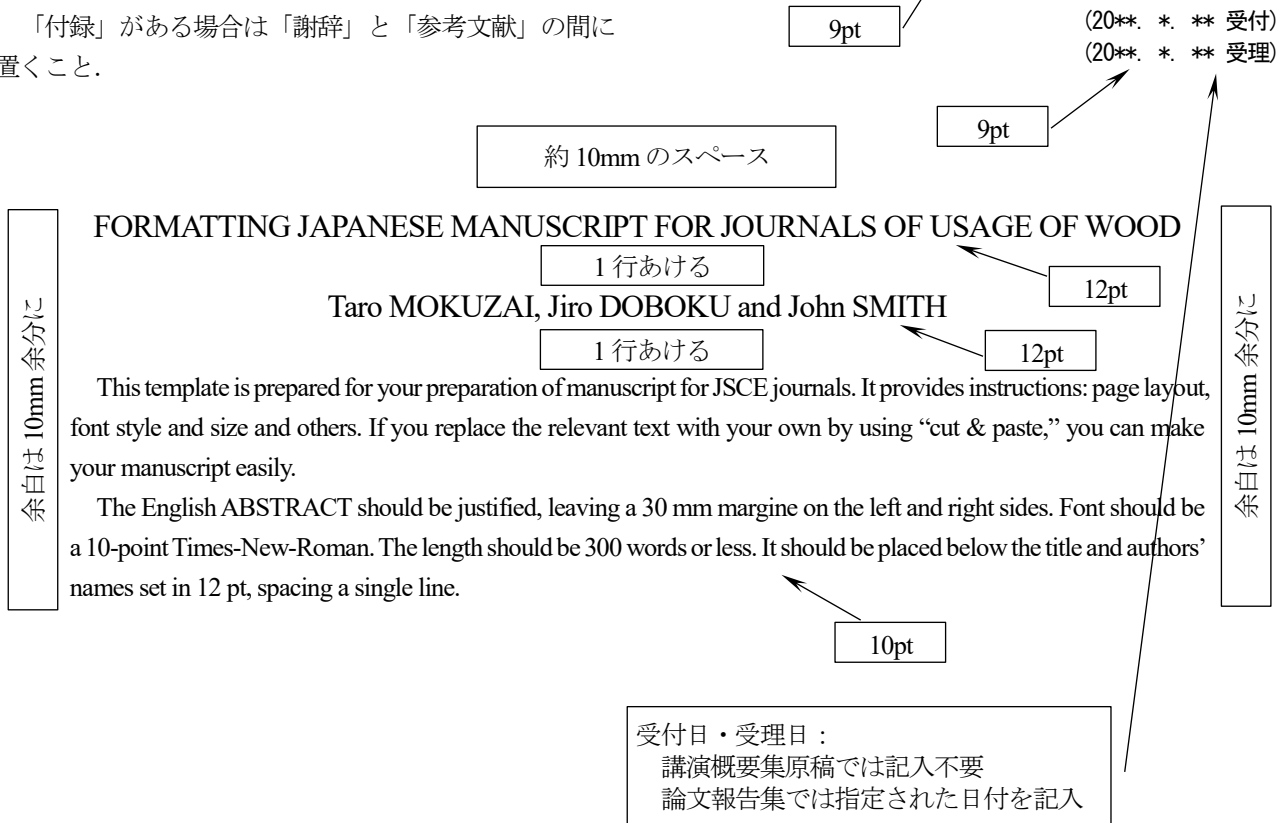 「付録」がある場合は「謝辞」と「参考文献」の間に
置くこと.
9pt
(20**. *. ** 受付)
(20**. *. ** 受理)
9pt
約 10mm のスペース
FORMATTING JAPANESE MANUSCRIPT FOR JOURNALS OF USAGE OF WOOD
1 行あける
12pt
Taro MOKUZAI, Jiro DOBOKU and John SMITH
1 行あける
12pt
余白は 10mm 余分に
This template is prepared for your preparation of manuscript for JSCE journals. It provides instructions: page layout,
font style and size and others. If you replace the relevant text with your own by using “cut & paste,” you can make
your manuscript easily.
The English ABSTRACT should be justified, leaving a 30 mm margine on the left and right sides. Font should be
a 10-point Times-New-Roman. The length should be 300 words or less. It should be placed below the title and authors’
names set in 12 pt, spacing a single line.
余白は 10mm 余分に
10pt
受付日・受理日：
講演概要集原稿では記入不要
論文報告集では指定された日付を記入